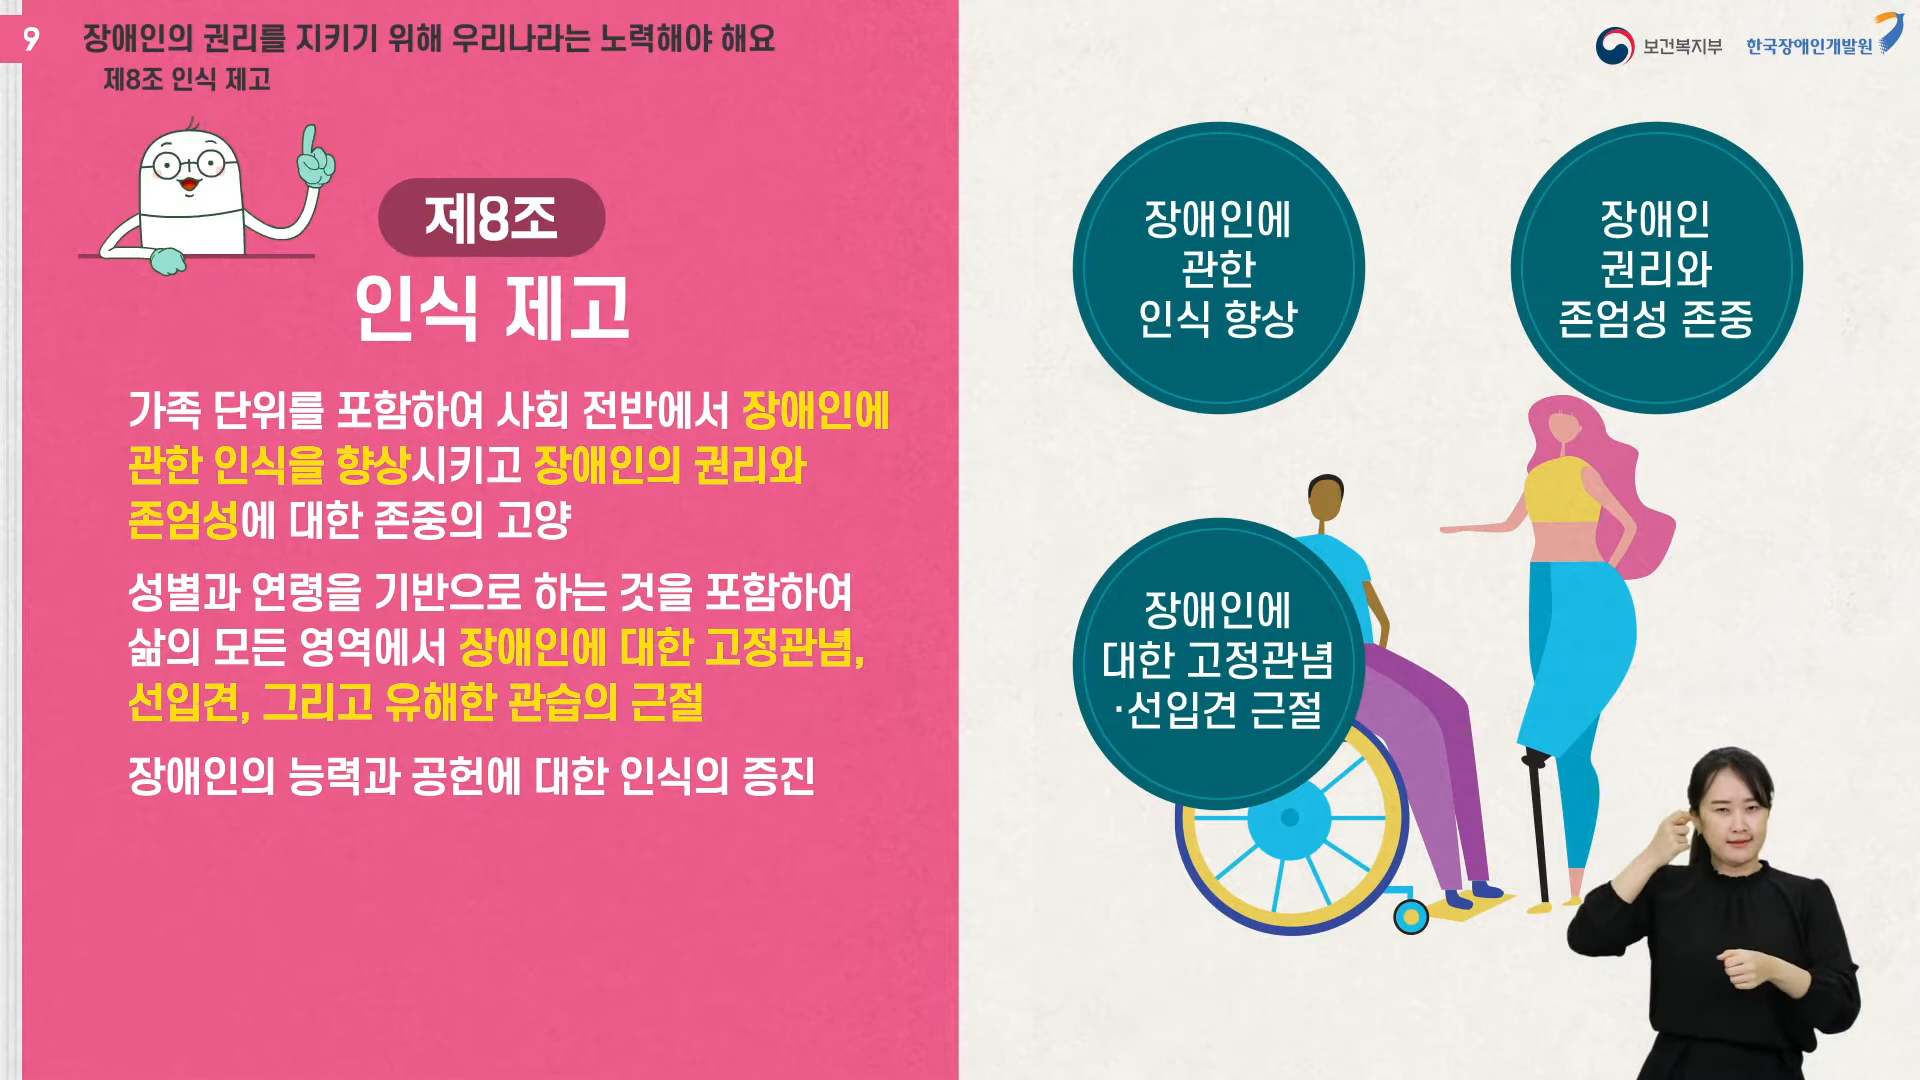 9
장애인의 권리를 지키기 위해 우리나라는 노력해야 해요
제8조 인식 제고
보건복지부
한국장애인개발원
제8조
인식 제고
가족 단위를 포함하여 사회 전반에서 장애인에
관한 인식을 향상시키고 장애인의 권리와
존엄성에 대한 존중의 고양
성별과 연령을 기반으로 하는 것을 포함하여
삶의 모든 영역에서 장애인에 대한 고정관념,
선입견, 그리고 유해한 관습의 근절
장애인의 능력과 공헌에 대한 인식의 증진
장애인에
관한
인식 향상
장애인
권리와
존엄성 존중
장애인에
대한 고정관념
·선입견 근절